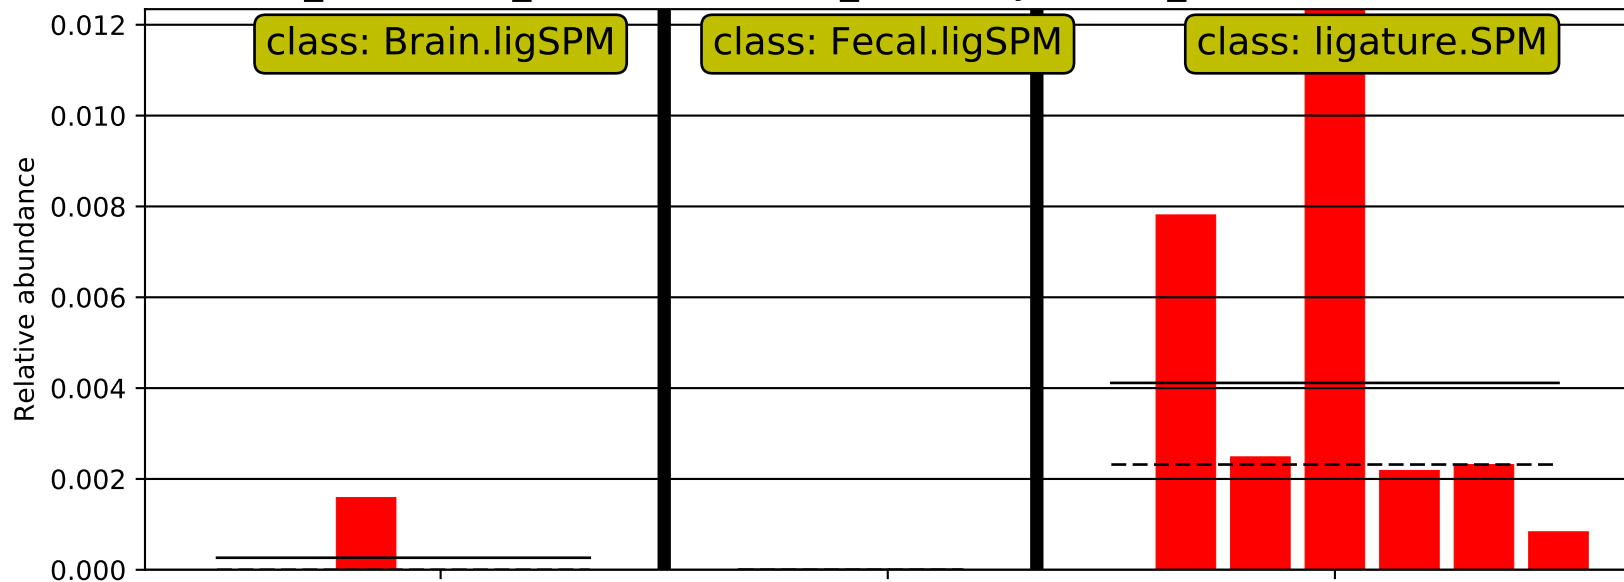 class: Brain.ligSPM
class: Fecal.ligSPM
class: ligature.SPM
Relative abundance
0.012
0.010
0.008
0.006
0.004
0.002
0.000